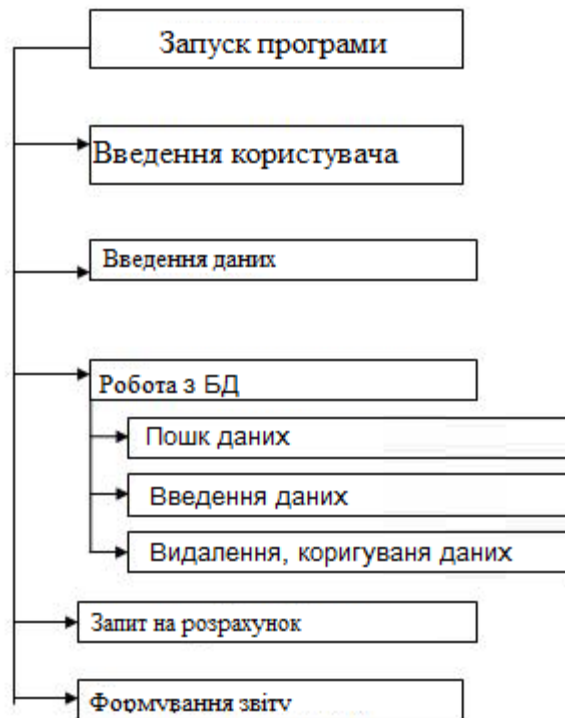 Запуск програми
Введення користувача
Введення даних
Робота з БД
Пошк даних
Введення даних
Видалення, коригуваня даних
Запит на розрахунок
Формування звіту